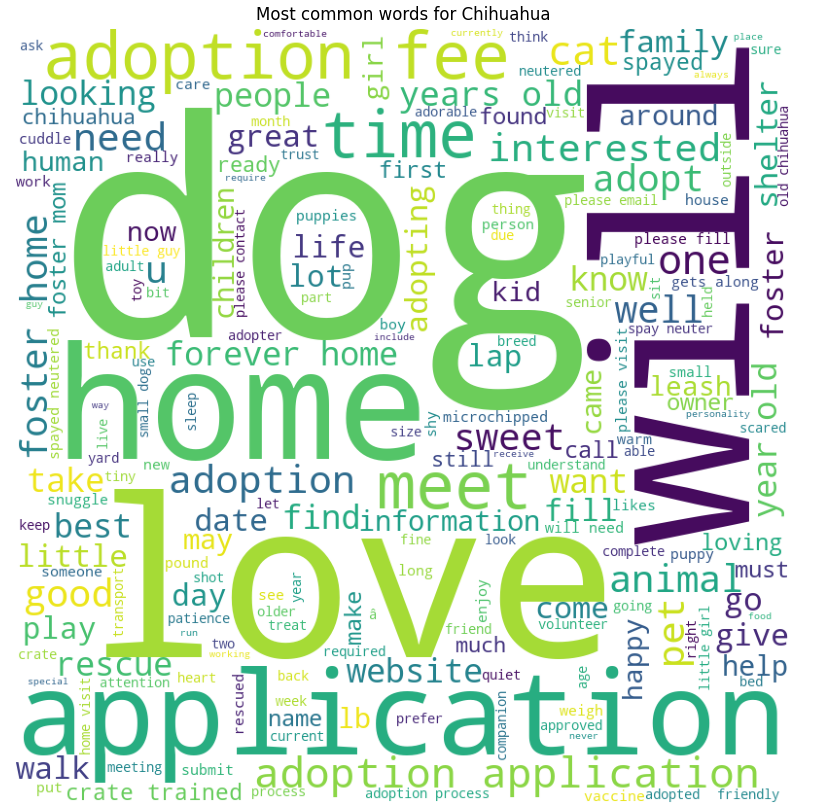 Most common words for Chihuahua
comfortable
currently
think
place
ask
adoption fee
girl
cat
family
sure
neutered
spayed
always
care
looking
people
years old
adorable
found
visit
around
chihuahua
need
month
great
time
cuddle
really
trust
interested
shelter
outside
old chihuahua
human
ready
first
work
require
adopt
please email
house
dog
will
foster mom
children
please contact
puppies
adopting
thing
person
due
now
life
little guy
adult
u
lot
pup
toy
bit
part
kid
know
one
please fill
playful
gets along
sit
held
foster
foster home
guy
boy
senior
well
spay neuter
adopter
include
breed
thank
forever home
lap
came
please visit
small
leash
owner
old
year
use
small dog
sleep
home
shy
microchipped
personality
spayed neutered
live
way
size
sweet
call
warm
able
scared
yard
still
receive
new
understand
take
tiny
adoption
meet
want
snuggle
let
likes
keep
best
date
find
information
fill
will need
may
fine
look
complete
puppy
loving
little
pound
love
someone
long
animal
must
good
transport
shot
day
year
see
older
treat
make
â
enjoy
come
going
go
food
patience
friend
volunteer
pet
right
little girl
play
run
two
required
much
happy
give
crate
rescue
working
website
quiet
age
help
special
attention
heart
back
bed
home visit
rescued
week
application
name
current
lb
prefer
companion
weigh
approved
never
walk
meeting
submit
adoption application
put
crate trained
process
adoption process
vaccine
adopted
friendly